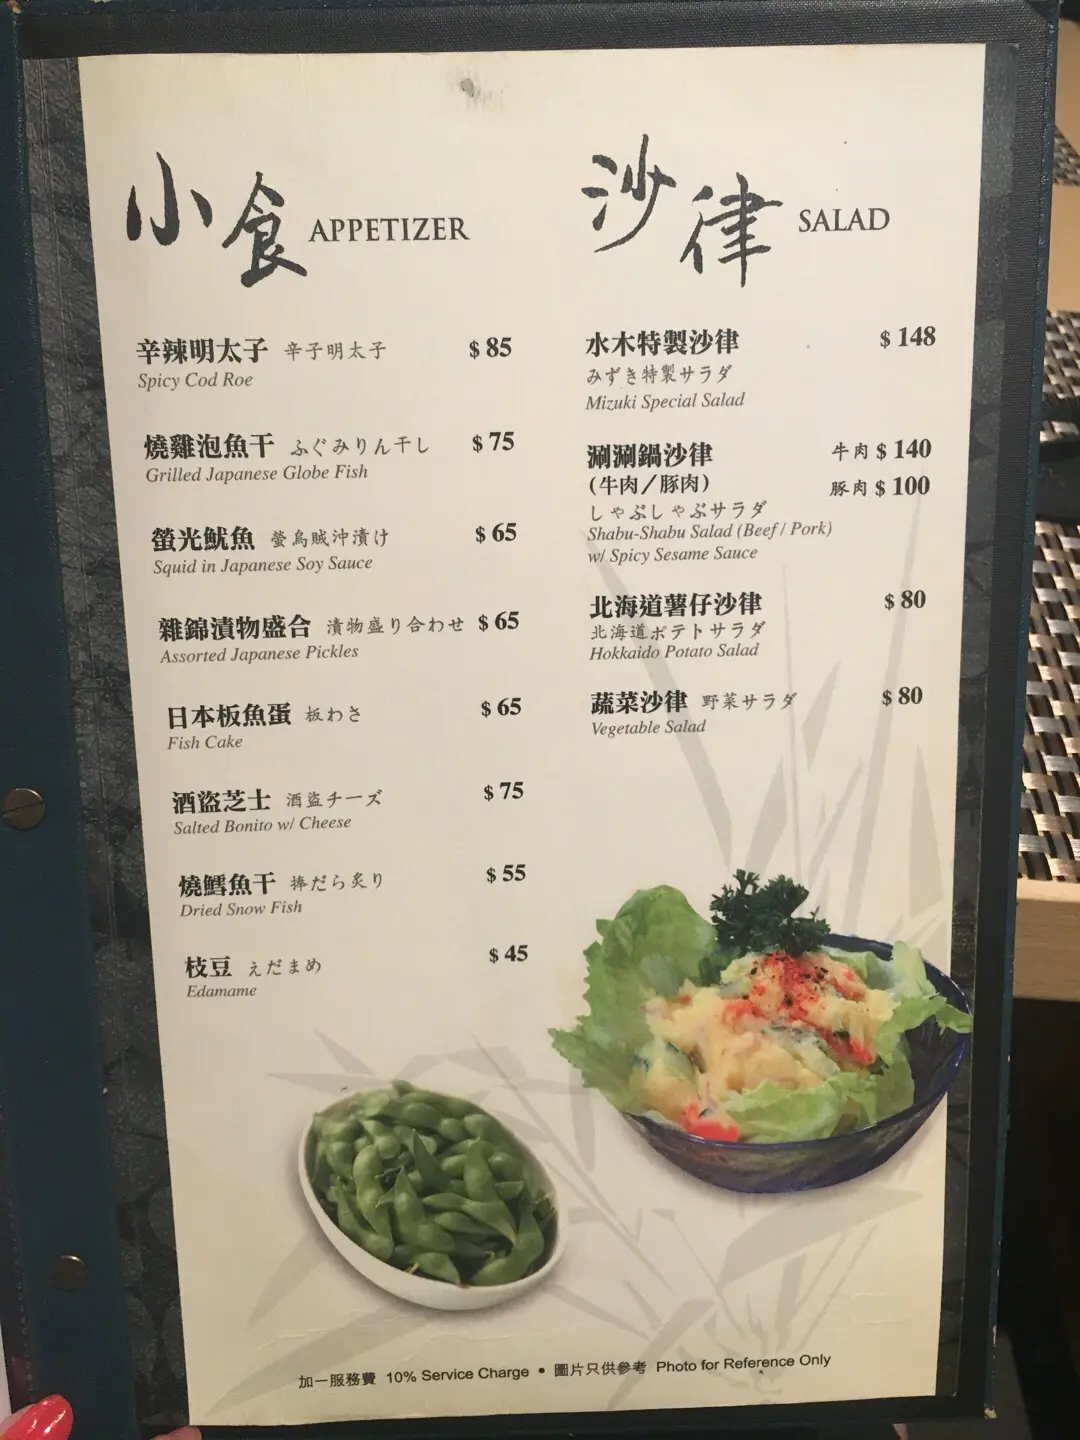 小食 APPETIZER
辛辣明太子 辛子明太子 $ 85
Spicy Cod Roe
燒雞泡魚干 ふぐみりん干し $ 75
Grilled Japanese Globe Fish
螢光魷魚 螢烏賊沖漬け $ 65
Squid in Japanese Soy Sauce
雜錦漬物盛合 漬物盛り合わせ $ 65
Assorted Japanese Pickles
日本板魚蛋 板わさ $ 65
Fish Cake
酒盜芝士 酒盗チーズ $ 75
Salted Bonito w/ Cheese
燒鱈魚干 棒だら炙り $ 55
Dried Snow Fish
枝豆 えだまめ $ 45
Edamame
沙律 SALAD
水木特製沙律 $ 148
みずき特製サラダ
Mizuki Special Salad
涮涮鍋沙律 牛肉 $ 140
(牛肉／豚肉) 豚肉 $ 100
しゃぶしゃぶサラダ
Shabu-Shabu Salad (Beef / Pork)
w/ Spicy Sesame Sauce
北海道薯仔沙律 $ 80
北海道ポテトサラダ
Hokkaido Potato Salad
蔬菜沙律 野菜サラダ $ 80
Vegetable Salad
加一服務費 10% Service Charge • 圖片只供參考 Photo for Reference Only